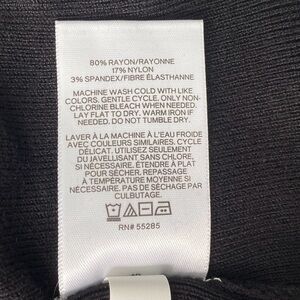 80% RAYON/RAYONNE
17% NYLON
3% SPANDEX/FIBRE ÉLASTHANNE
MACHINE WASH COLD WITH LIKE
COLORS, GENTLE CYCLE, ONLY NON-
CHLORINE BLEACH WHEN NEEDED.
LAY FLAT TO DRY. WARM IRON IF
NEEDED. DO NOT TUMBLE DRY.
LAVER À LA MACHINE À L'EAU FROIDE
AVEC COULEURS SIMILAIRES. CYCLE
DÉLICAT. UTILISEZ SEULEMENT
DU JAVELLISANT SANS CHLORE,
SI NÉCESSAIRE. ÉTENDRE À PLAT
POUR SÉCHER, REPASSAGE
À TEMPÉRATURE MOYENNE SI
NÉCESSAIRE, PAS DE SÉCHAGE PAR
CULBUTAGE.
RN# 55285